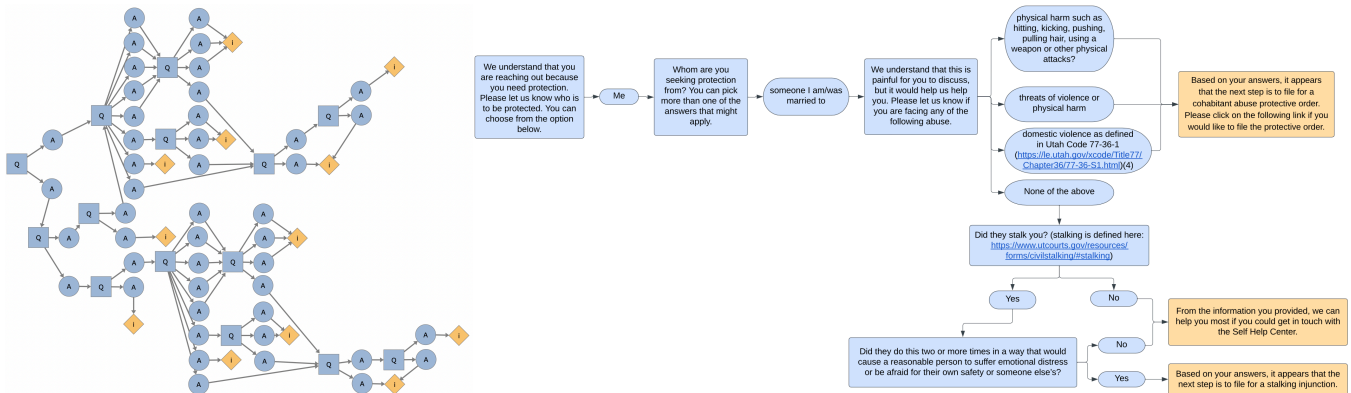 A
A
A
i
A
A
Q
A
i
A
A
A
A
Q
Q
A
A
Q
A
i
A
Q
A
i
A
Q
A
i
A
A
A
A
A
Q
A
A
Q
A
A
i
A
Q
A
i
A
Q
A
Q
A
i
A
A
A
A
A
A
i
A
Q
A
i
A
A
A
i
A
Q
A
Q
A
A
A
i
We understand that you
are reaching out because
you need protection.
Please let us know who is
to be protected. You can
choose from the option
below.
Me
Whom are you
seeking protection
from? You can pick
more than one of the
answers that might
apply.
someone I am/was
married to
We understand that this is
painful for you to discuss,
but it would help us help
you. Please let us know if
you are facing any of the
following abuse.
physical harm such as
hitting, kicking, pushing,
pulling hair, using a
weapon or other physical
attacks?
threats of violence or
physical harm
domestic violence as defined
in Utah Code 77-36-1
(https://le.utah.gov/xcode/Title77/
Chapter36/77-36-S1.html)(4)
None of the above
Based on your answers, it appears
that the next step is to file for a
cohabitant abuse protective order.
Please click on the following link if you
would like to file the protective order.
Did they stalk you? (stalking is defined here:
https://www.utcourts.gov/resources/
forms/civilstalking/#stalking)
Yes
No
From the information you provided, we can
help you most if you could get in touch with
the Self Help Center.
Did they do this two or more times in a way that would
cause a reasonable person to suffer emotional distress
or be afraid for their own safety or someone else's?
No
Yes
Based on your answers, it appears that the
next step is to file for a stalking injunction.